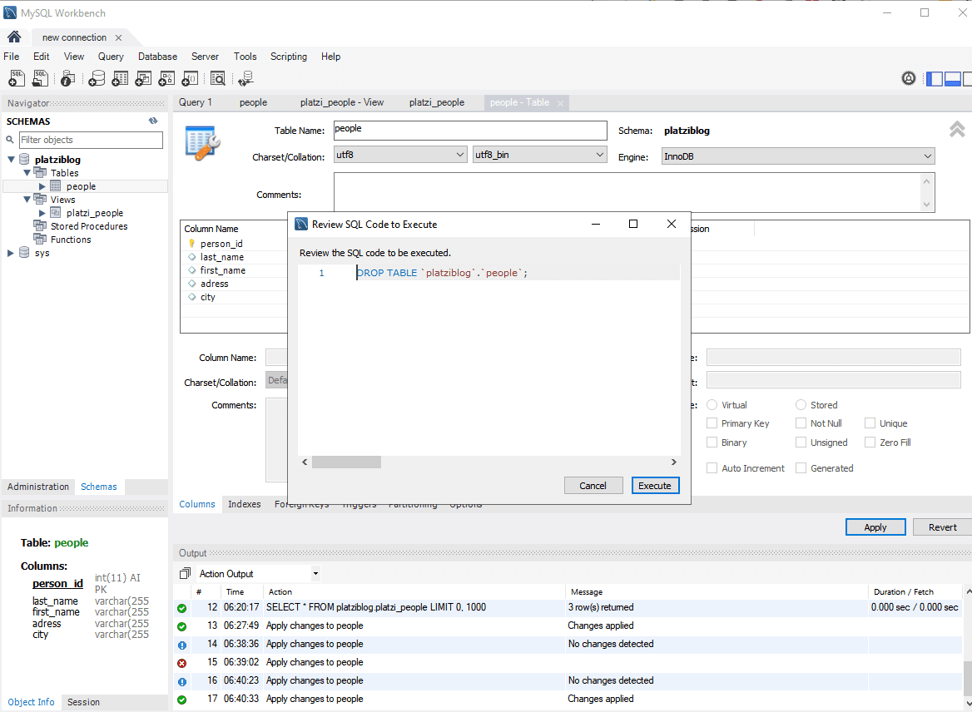 MySQL Workbench
new connection
File Edit View Query Database Server Tools Scripting Help
Navigator
SCHEMAS
Filter objects
platziblog
Tables
people
Views
platzi_people
Stored Procedures
Functions
sys
Administration Schemas
Information
Table: people
Columns:
person_id int(11) AI
PK
last_name varchar(255
first_name varchar(255
adress varchar(255
city varchar(255
Object Info Session
Query 1 people platzi_people - View platzi_people people - Table
Table Name: people Schema: platziblog
Charset/Collation: utf8 utf8_bin Engine: InnoDB
Comments:
Column Name
person_id
last_name
first_name
adress
city
Review SQL Code to Execute
Review the SQL code to be executed.
1 DROP TABLE `platziblog`.`people`;
Cancel Execute
Column Name:
Charset/Collation: Defa
Comments:
Virtual Stored
Primary Key Not Null Unique
Binary Unsigned Zero Fill
Auto Increment Generated
Columns Indexes Foreign Keys Triggers Partitioning Options
Apply Revert
Output
Action Output
# Time Action Message Duration / Fetch
12 06:20:17 SELECT * FROM platziblog.platzi_people LIMIT 0, 1000 3 row(s) returned 0.000 sec / 0.000 sec
13 06:27:49 Apply changes to people Changes applied
14 06:38:36 Apply changes to people No changes detected
15 06:39:02 Apply changes to people
16 06:40:23 Apply changes to people No changes detected
17 06:40:33 Apply changes to people Changes applied